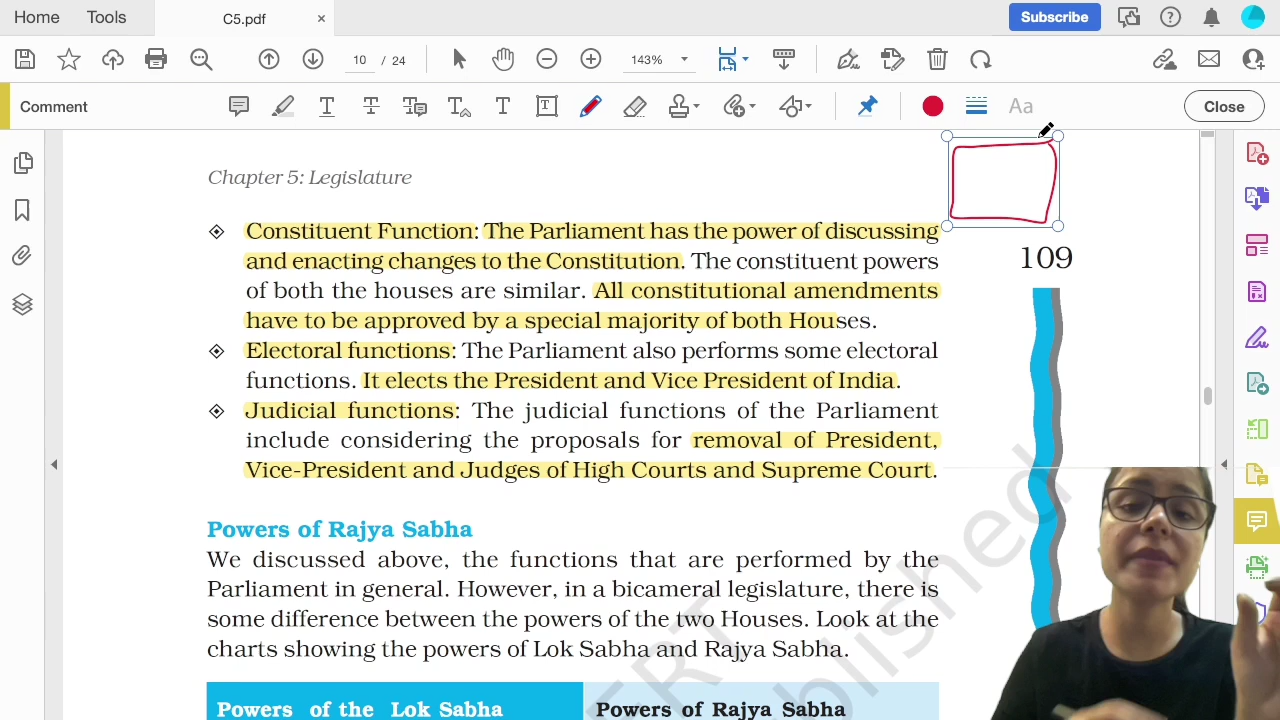 Home
Tools
C5.pdf
×
Subscribe
10 / 24
143%
Comment
Aa
Close
Chapter 5: Legislature
Constituent Function: The Parliament has the power of discussing
and enacting changes to the Constitution. The constituent powers
of both the houses are similar. All constitutional amendments
have to be approved by a special majority of both Houses.
109
Electoral functions: The Parliament also performs some electoral
functions. It elects the President and Vice President of India.
Judicial functions: The judicial functions of the Parliament
include considering the proposals for removal of President,
Vice-President and Judges of High Courts and Supreme Court.
Powers of Rajya Sabha
We discussed above, the functions that are performed by the
Parliament in general. However, in a bicameral legislature, there is
some difference between the powers of the two Houses. Look at the
charts showing the powers of Lok Sabha and Rajya Sabha.
Powers of the Lok Sabha
Powers of Rajya Sabha